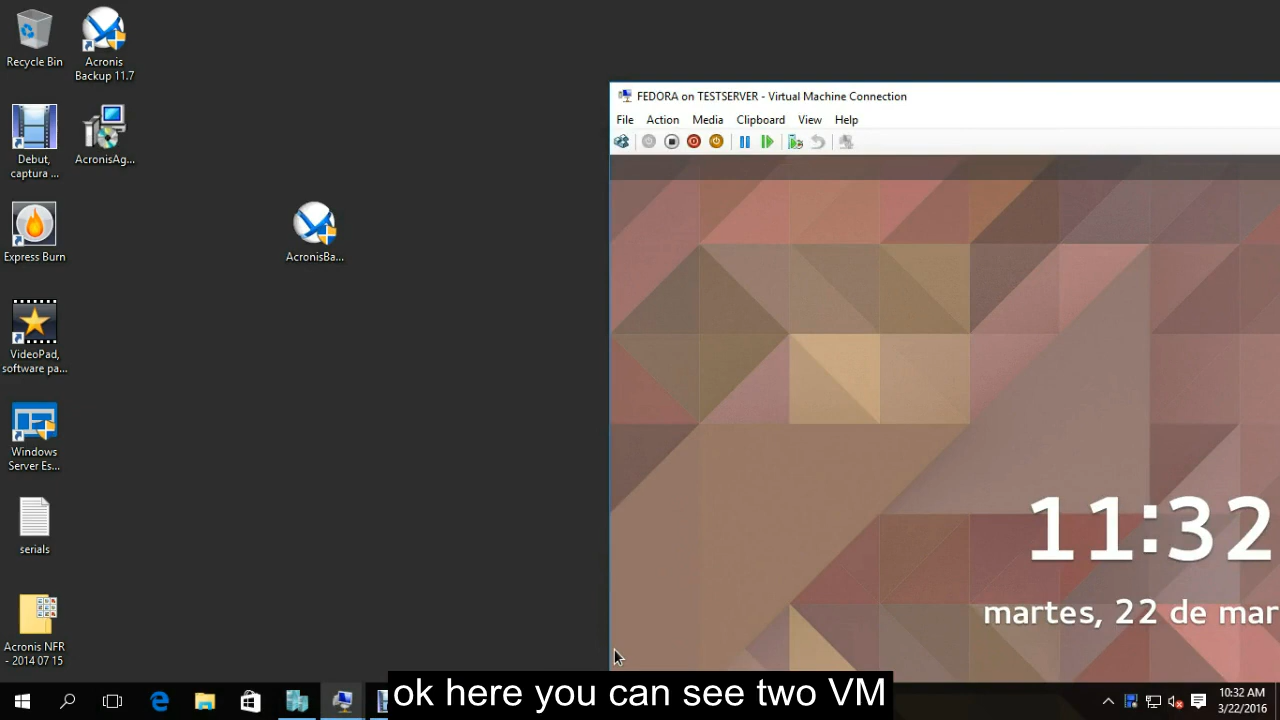 Recycle Bin
Acronis
Backup 11.7
Debut,
captura ...
AcronisAg...
Express Burn
AcronisBa...
VideoPad,
software pa...
Windows
Server Es...
serials
Acronis NFR
- 2014 07 15
FEDORA on TESTSERVER - Virtual Machine Connection
File Action Media Clipboard View Help
11:32
martes, 22 de mar
ok here you can see two VM
10:32 AM
3/22/2016